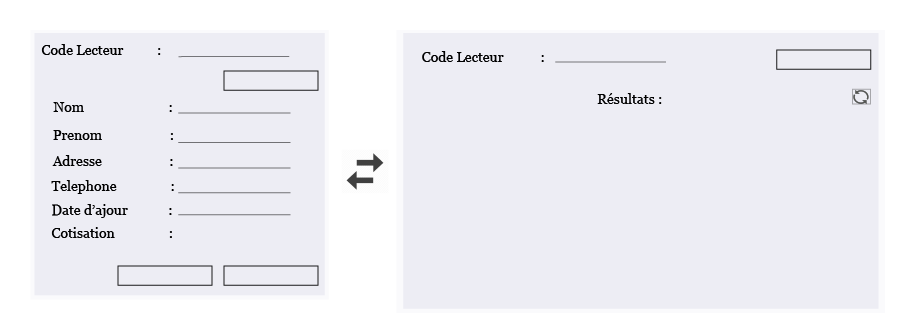 Code Lecteur :
Nom :
Prenom :
Adresse :
Telephone :
Date d'ajour :
Cotisation :
Code Lecteur :
Résultats :